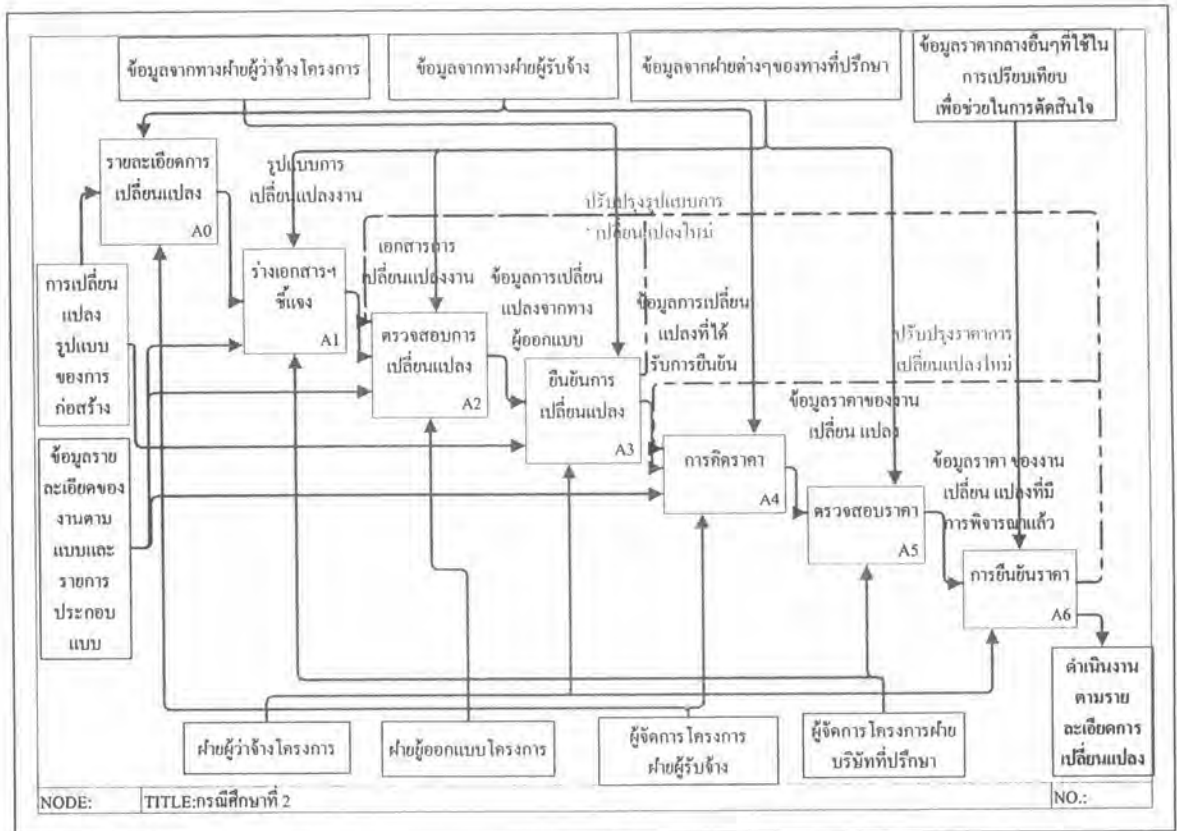 ข้อมูลจากทางฝ่ายผู้ว่าจ้างโครงการ
ข้อมูลจากทางฝ่ายผู้รับจ้าง
ข้อมูลจากฝ่ายต่างๆของทางที่ปรึกษา
ข้อมูลราคากลางอื่นๆที่ใช้ใน
การเปรียบเทียบ
เพื่อช่วยในการตัดสินใจ
รายละเอียดการ
เปลี่ยนแปลง
A0
รูปแบบการ
เปลี่ยนแปลงงาน
ปรับปรุงรูปแบบการ
เปลี่ยนแปลงใหม่
การเปลี่ยน
แปลง
รูปแบบ
ของการ
ก่อสร้าง
ร่างเอกสารฯ
ชี้แจง
A1
เอกสารการ
เปลี่ยนแปลงงาน
ตรวจสอบการ
เปลี่ยนแปลง
A2
ข้อมูลการเปลี่ยน
แปลงจากทาง
ผู้ออกแบบ
ข้อมูลการเปลี่ยน
แปลงที่ได้
รับการยืนยัน
ยืนยันการ
เปลี่ยนแปลง
A3
ปรับปรุงราคาการ
เปลี่ยนแปลงใหม่
ข้อมูลราย
ละเอียดของ
งานตาม
แบบและ
รายการ
ประกอบ
แบบ
การคิดราคา
A4
ข้อมูลราคาของงาน
เปลี่ยน แปลง
ตรวจสอบราคา
A5
ข้อมูลราคา ของงาน
เปลี่ยน แปลงที่มี
การพิจารณาแล้ว
การยืนยันราคา
A6
ดำเนินงาน
ตามราย
ละเอียดการ
เปลี่ยนแปลง
ฝ่ายผู้ว่าจ้างโครงการ
ฝ่ายผู้ออกแบบโครงการ
ผู้จัดการโครงการ
ฝ่ายผู้รับจ้าง
ผู้จัดการโครงการฝ่าย
บริษัทที่ปรึกษา
NODE:
TITLE:กรณีศึกษาที่ 2
NO.: